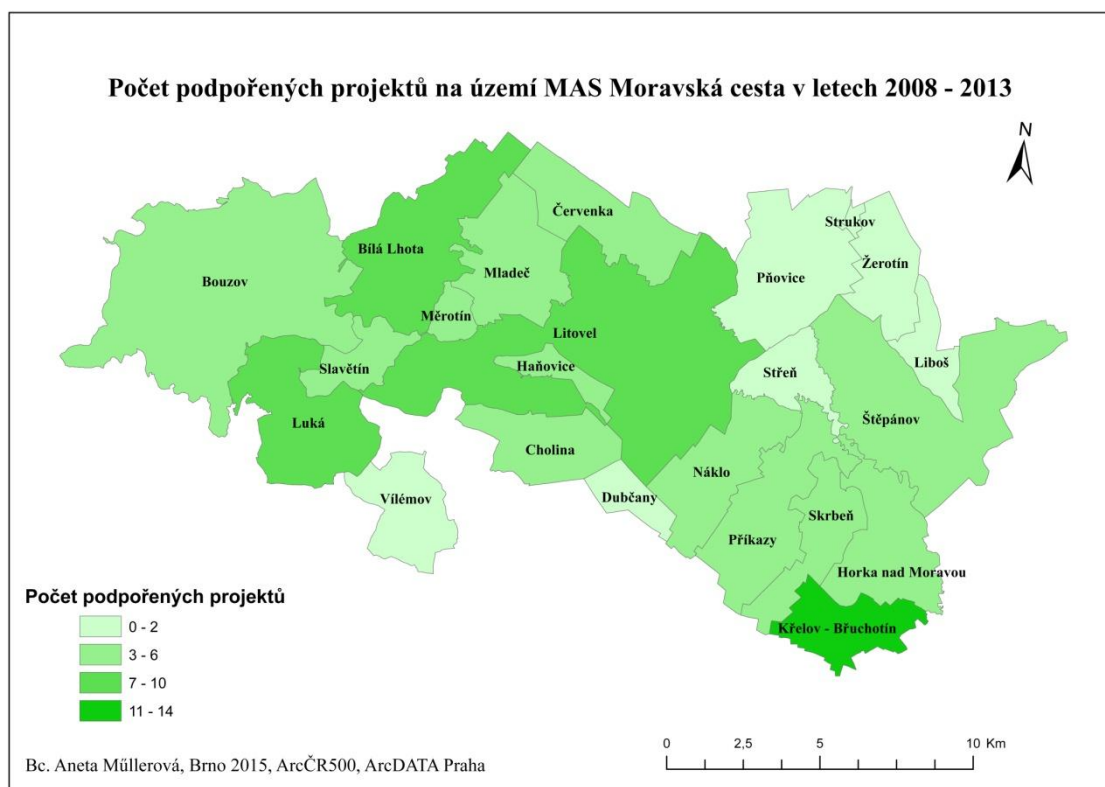 Počet podpořených projektů na území MAS Moravská cesta v letech 2008 - 2013
N
Červenka
Strukov
Bílá Lhota
Žerotín
Mladeč
Pňovice
Bouzov
Měrotín
Litovel
Liboš
Haňovice
Slavětín
Střeň
Štěpánov
Luká
Cholina
Náklo
Vílémov
Dubčany
Skrbeň
Příkazy
Horka nad Moravou
Křelov - Břuchotín
Počet podpořených projektů
0 - 2
3 - 6
7 - 10
11 - 14
0 2,5 5 10 Km
Bc. Aneta Műllerová, Brno 2015, ArcČR500, ArcDATA Praha